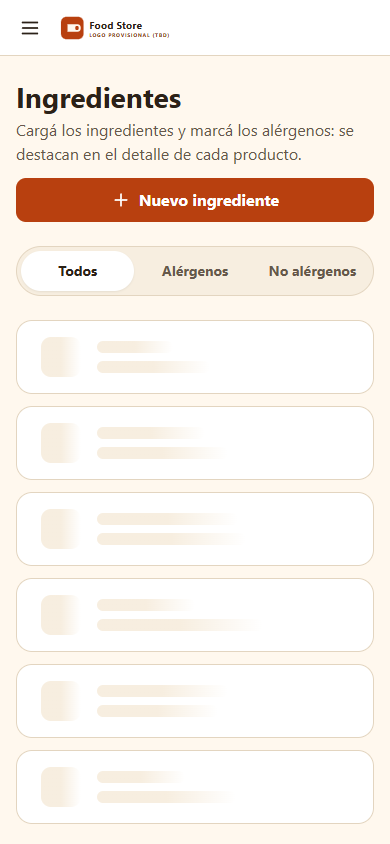 Food Store
LOGO PROVISIONAL (TBD)
Ingredientes
Cargá los ingredientes y marcá los alérgenos: se
destacan en el detalle de cada producto.
Nuevo ingrediente
Todos
Alérgenos
No alérgenos